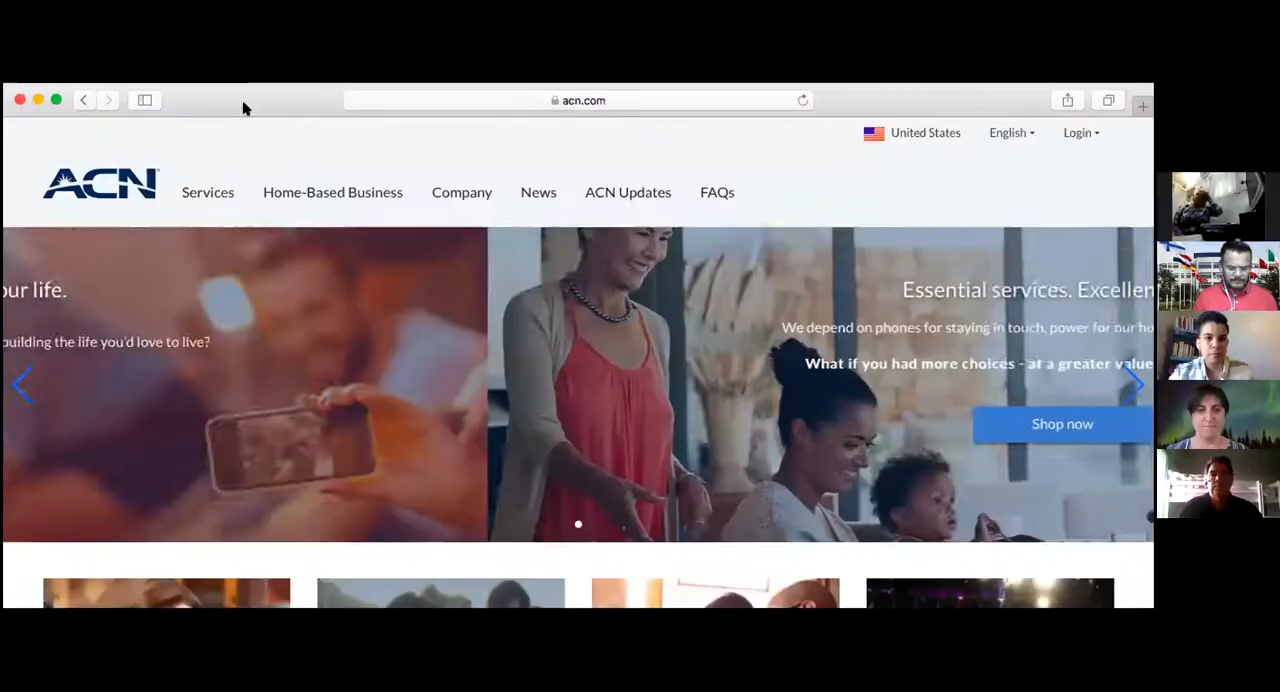 acn.com
United States English Login
ACN Services Home-Based Business Company News ACN Updates FAQs
our life.
building the life you'd love to live?
Essential services. Excellen
We depend on phones for staying in touch, power for our ho
What if you had more choices - at a greater value
Shop now